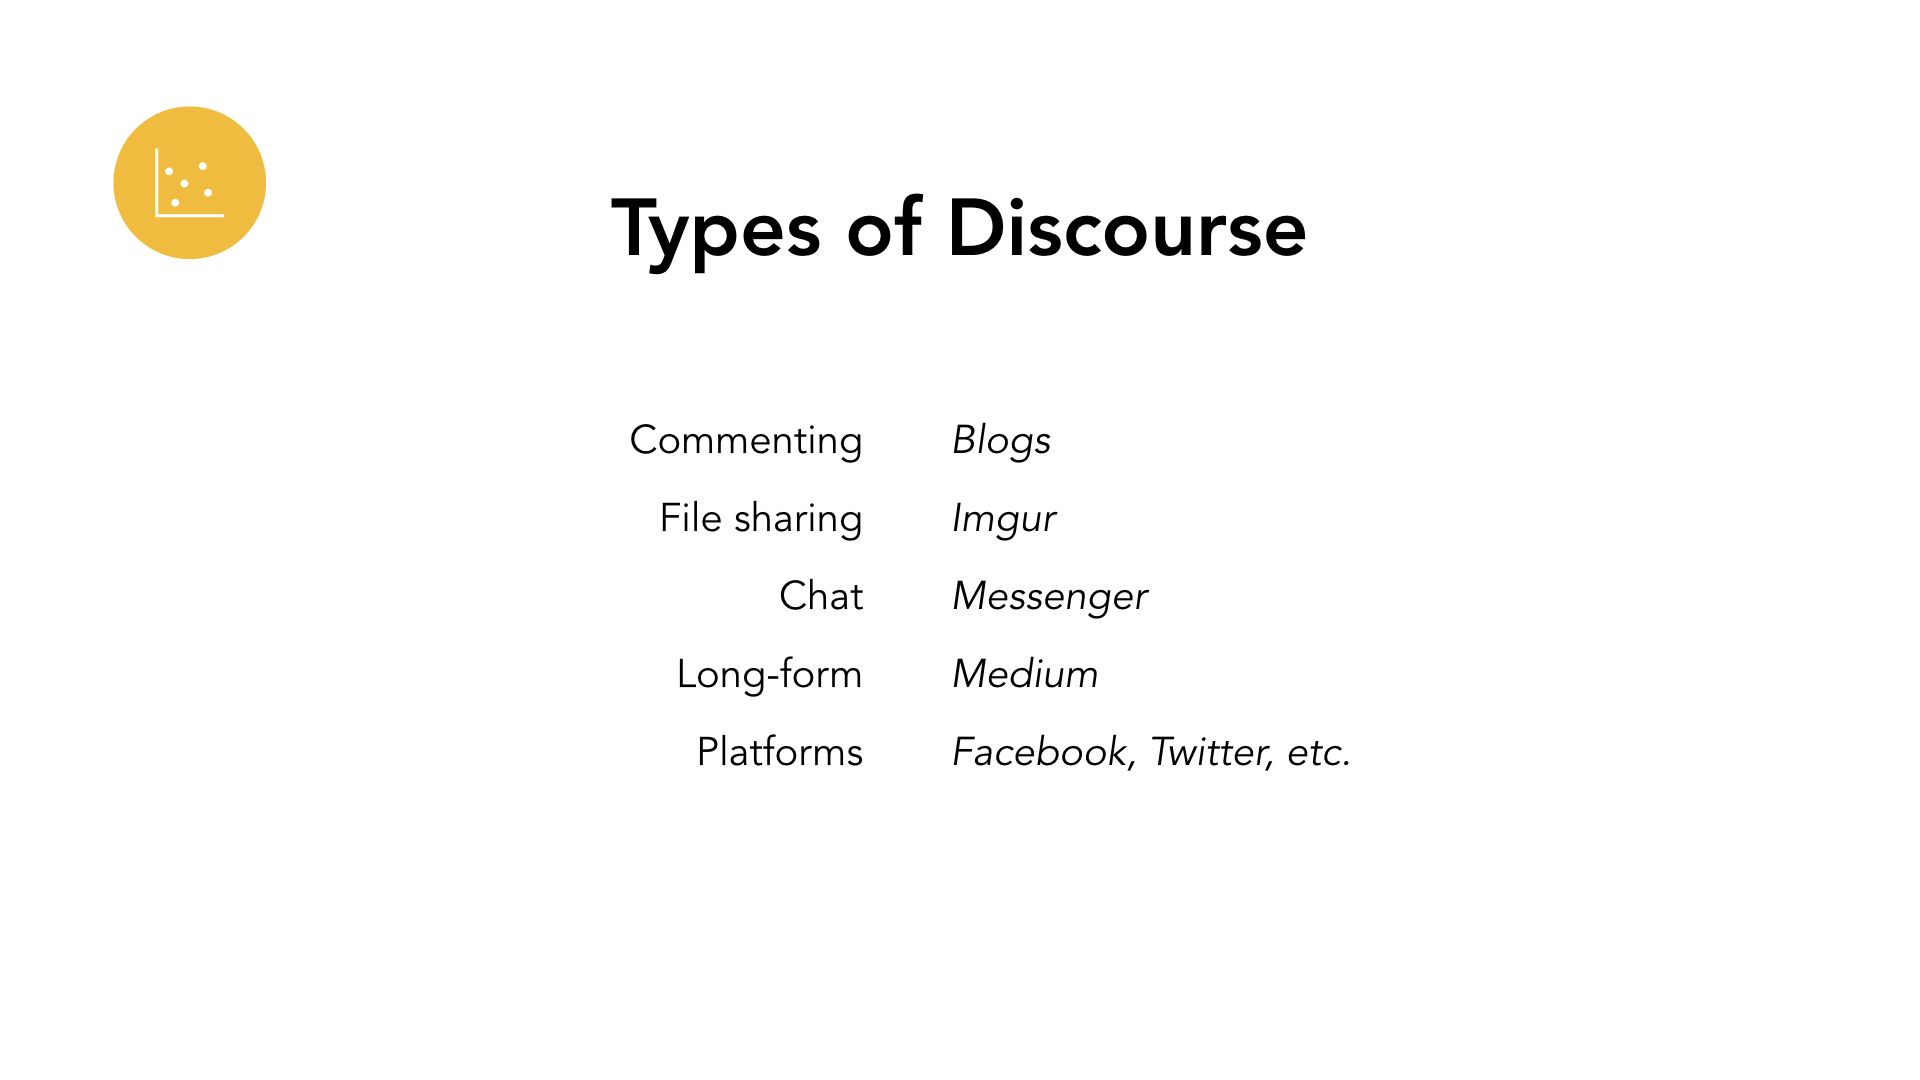 Types of Discourse
Commenting Blogs
File sharing Imgur
Chat Messenger
Long-form Medium
Platforms Facebook, Twitter, etc.